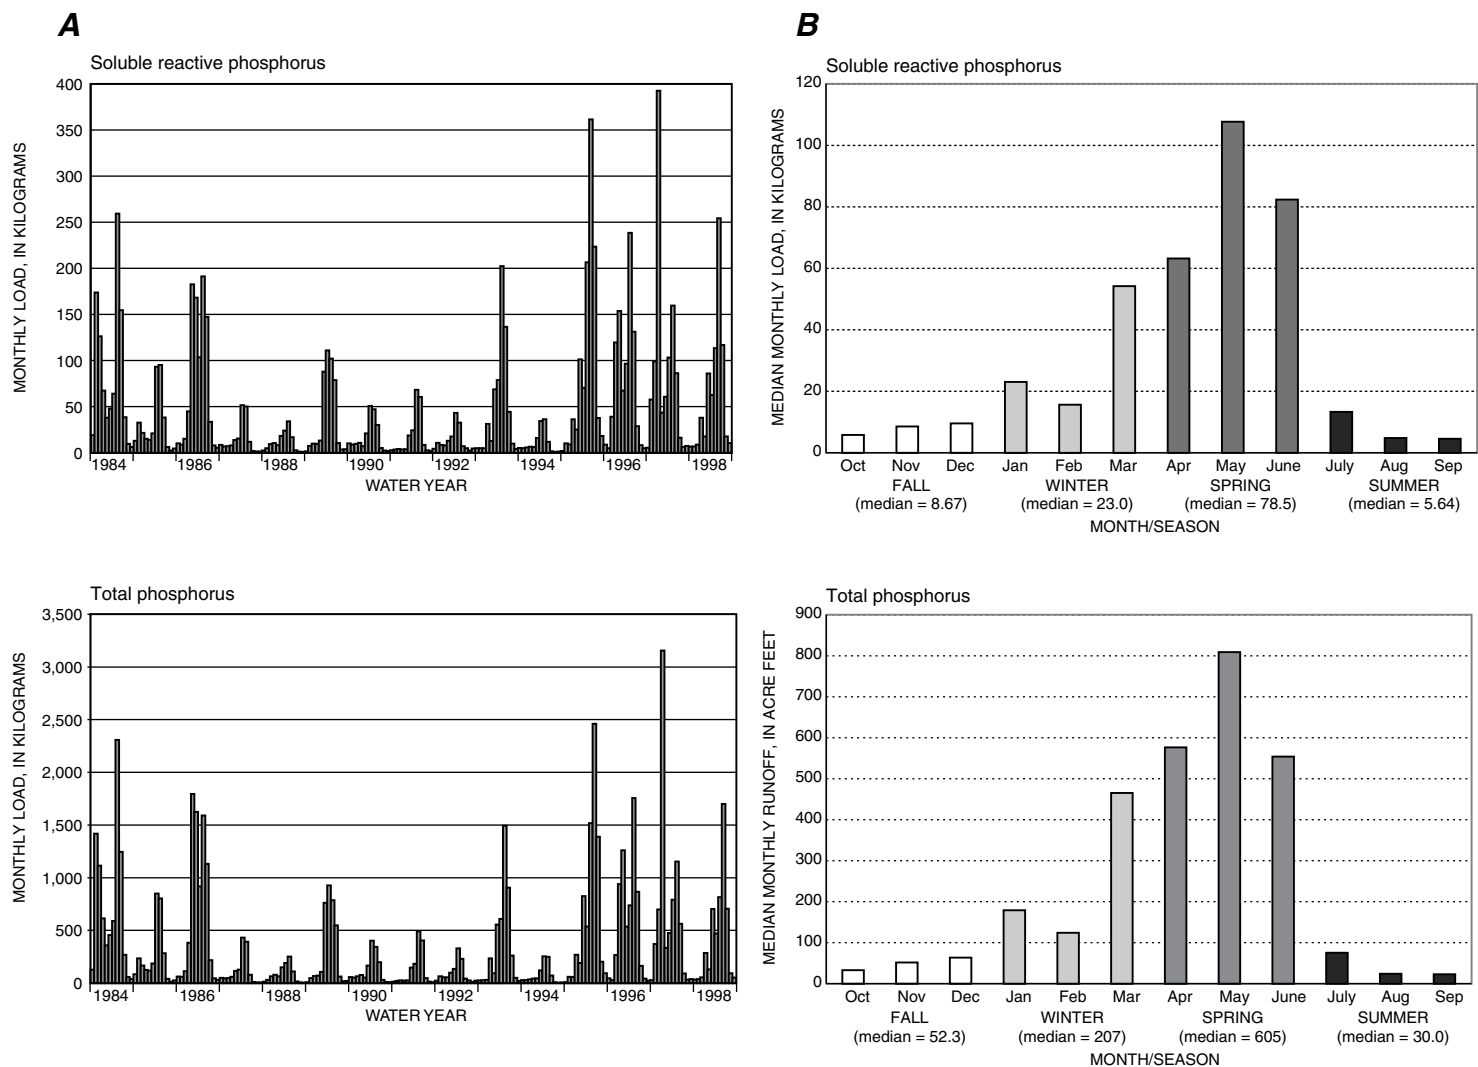 A
Soluble reactive phosphorus
MONTHLY LOAD, IN KILOGRAMS
400
350
300
250
200
150
100
50
0
1984 1986 1988 1990 1992 1994 1996 1998
WATER YEAR
B
Soluble reactive phosphorus
MEDIAN MONTHLY LOAD, IN KILOGRAMS
120
100
80
60
40
20
0
Oct Nov Dec Jan Feb Mar Apr May June July Aug Sep
FALL WINTER SPRING SUMMER
(median = 8.67) (median = 23.0) (median = 78.5) (median = 5.64)
MONTH/SEASON
Total phosphorus
MONTHLY LOAD, IN KILOGRAMS
3,500
3,000
2,500
2,000
1,500
1,000
500
0
1984 1986 1988 1990 1992 1994 1996 1998
WATER YEAR
Total phosphorus
MEDIAN MONTHLY RUNOFF, IN ACRE FEET
900
800
700
600
500
400
300
200
100
0
Oct Nov Dec Jan Feb Mar Apr May June July Aug Sep
FALL WINTER SPRING SUMMER
(median = 52.3) (median = 207) (median = 605) (median = 30.0)
MONTH/SEASON